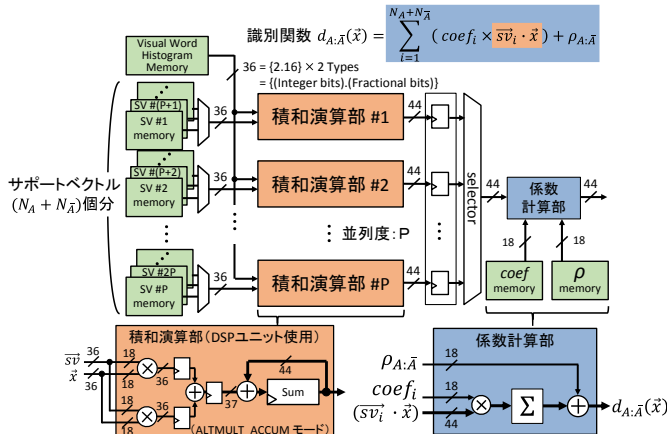 識別関数 d_{A:Ā}(x⃗) = Σ_{i=1}^{N_A+N_Ā} (coef_i × sv⃗_i · x⃗) + ρ_{A:Ā}
Visual Word
Histogram
Memory
36 = {2.16} × 2 Types
= {(Integer bits).(Fractional bits)}
SV #(P+1)
SV #1
memory
36
36
積和演算部 #1
44
SV #(P+2)
SV #2
memory
36
積和演算部 #2
44
サポートベクトル
(N_A + N_Ā)個分
並列度:P
SV #2P
SV #P
memory
36
積和演算部 #P
44
selector
44
係数
計算部
44
18
18
coef
memory
ρ
memory
積和演算部(DSPユニット使用)
sv⃗
36
18
x⃗
36
18
36
37
44
Sum
18
18
36
(ALTMULT_ACCUM モード)
係数計算部
ρ_{A:Ā}
18
coef_i
18
(sv⃗_i · x⃗)
44
Σ
d_{A:Ā}(x⃗)